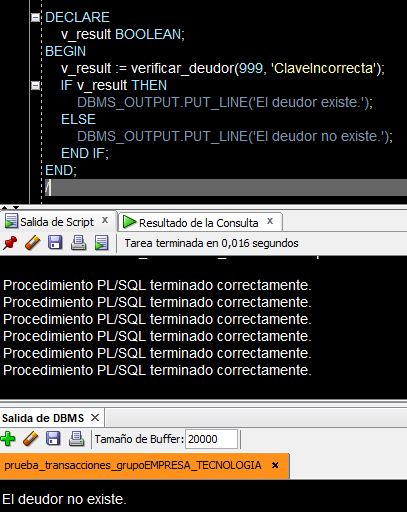 DECLARE
v_result BOOLEAN;
BEGIN
v_result := verificar_deudor(999, 'ClaveIncorrecta');
IF v_result THEN
DBMS_OUTPUT.PUT_LINE('El deudor existe.');
ELSE
DBMS_OUTPUT.PUT_LINE('El deudor no existe.');
END IF;
END;
/
Salida de Script x Resultado de la Consulta x
Tarea terminada en 0,016 segundos
Procedimiento PL/SQL terminado correctamente.
Procedimiento PL/SQL terminado correctamente.
Procedimiento PL/SQL terminado correctamente.
Procedimiento PL/SQL terminado correctamente.
Procedimiento PL/SQL terminado correctamente.
Procedimiento PL/SQL terminado correctamente.
Salida de DBMS x
Tamaño de Buffer: 20000
prueba_transacciones_grupoEMPRESA_TECNOLOGIA x
El deudor no existe.